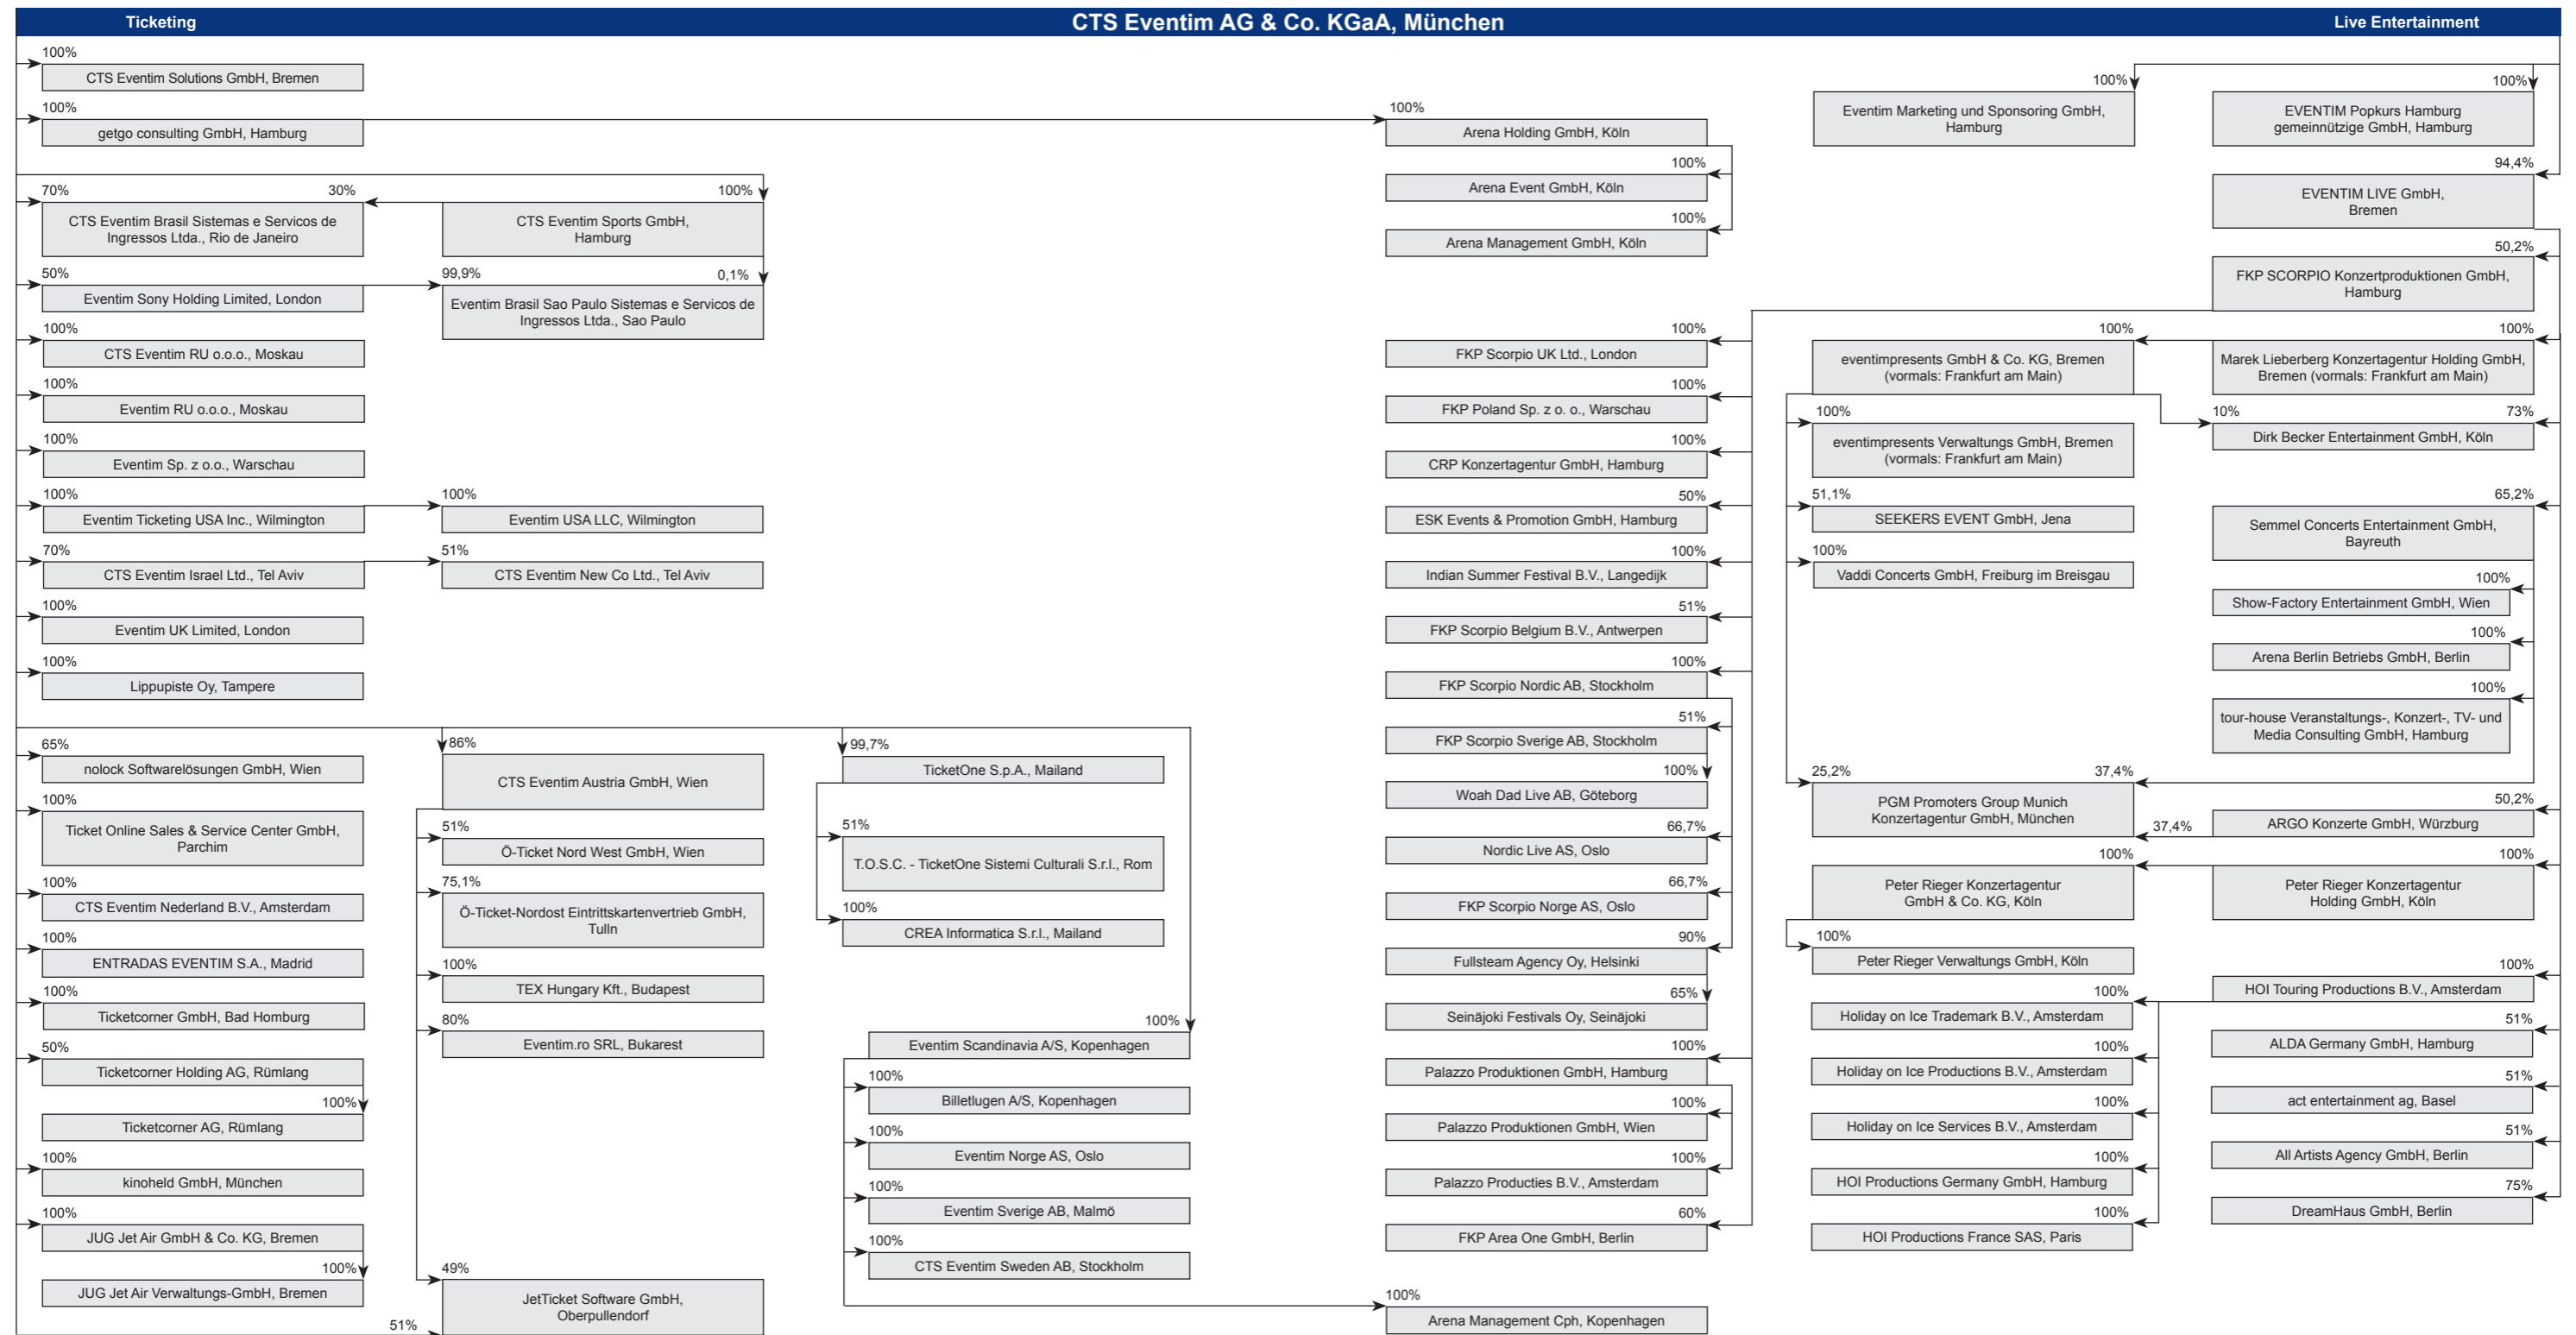 Ticketing
CTS Eventim AG & Co. KGaA, München
Live Entertainment
100%
CTS Eventim Solutions GmbH, Bremen
100%
getgo consulting GmbH, Hamburg
70%
30%
CTS Eventim Brasil Sistemas e Servicos de
Ingressos Ltda., Rio de Janeiro
100%
CTS Eventim Sports GmbH,
Hamburg
50%
Eventim Sony Holding Limited, London
99,9%
0,1%
Eventim Brasil Sao Paulo Sistemas e Servicos de
Ingressos Ltda., Sao Paulo
100%
CTS Eventim RU o.o.o., Moskau
100%
Eventim RU o.o.o., Moskau
100%
Eventim Sp. z o.o., Warschau
100%
Eventim Ticketing USA Inc., Wilmington
100%
Eventim USA LLC, Wilmington
70%
CTS Eventim Israel Ltd., Tel Aviv
51%
CTS Eventim New Co Ltd., Tel Aviv
100%
Eventim UK Limited, London
100%
Lippupiste Oy, Tampere
65%
nolock Softwarelösungen GmbH, Wien
100%
Ticket Online Sales & Service Center GmbH,
Parchim
100%
CTS Eventim Nederland B.V., Amsterdam
100%
ENTRADAS EVENTIM S.A., Madrid
100%
Ticketcorner GmbH, Bad Homburg
50%
Ticketcorner Holding AG, Rümlang
100%
Ticketcorner AG, Rümlang
100%
kinoheld GmbH, München
100%
JUG Jet Air GmbH & Co. KG, Bremen
100%
JUG Jet Air Verwaltungs-GmbH, Bremen
51%
86%
CTS Eventim Austria GmbH, Wien
51%
Ö-Ticket Nord West GmbH, Wien
75,1%
Ö-Ticket-Nordost Eintrittskartenvertrieb GmbH,
Tulln
100%
TEX Hungary Kft., Budapest
80%
Eventim.ro SRL, Bukarest
49%
JetTicket Software GmbH,
Oberpullendorf
99,7%
TicketOne S.p.A., Mailand
51%
T.O.S.C. - TicketOne Sistemi Culturali S.r.l., Rom
100%
CREA Informatica S.r.l., Mailand
100%
Eventim Scandinavia A/S, Kopenhagen
100%
Billetlugen A/S, Kopenhagen
100%
Eventim Norge AS, Oslo
100%
Eventim Sverige AB, Malmö
100%
CTS Eventim Sweden AB, Stockholm
100%
Arena Holding GmbH, Köln
100%
Arena Event GmbH, Köln
100%
Arena Management GmbH, Köln
100%
FKP Scorpio UK Ltd., London
100%
FKP Poland Sp. z o. o., Warschau
100%
CRP Konzertagentur GmbH, Hamburg
50%
ESK Events & Promotion GmbH, Hamburg
100%
Indian Summer Festival B.V., Langedijk
51%
FKP Scorpio Belgium B.V., Antwerpen
100%
FKP Scorpio Nordic AB, Stockholm
51%
FKP Scorpio Sverige AB, Stockholm
100%
Woah Dad Live AB, Göteborg
66,7%
Nordic Live AS, Oslo
66,7%
FKP Scorpio Norge AS, Oslo
90%
Fullsteam Agency Oy, Helsinki
65%
Seinäjoki Festivals Oy, Seinäjoki
100%
Palazzo Produktionen GmbH, Hamburg
100%
Palazzo Produktionen GmbH, Wien
100%
Palazzo Producties B.V., Amsterdam
60%
FKP Area One GmbH, Berlin
100%
Arena Management Cph, Kopenhagen
100%
Eventim Marketing und Sponsoring GmbH,
Hamburg
100%
eventimpresents GmbH & Co. KG, Bremen
(vormals: Frankfurt am Main)
100%
eventimpresents Verwaltungs GmbH, Bremen
(vormals: Frankfurt am Main)
51,1%
SEEKERS EVENT GmbH, Jena
100%
Vaddi Concerts GmbH, Freiburg im Breisgau
25,2%
37,4%
PGM Promoters Group Munich
Konzertagentur GmbH, München
37,4%
100%
Peter Rieger Konzertagentur
GmbH & Co. KG, Köln
100%
Peter Rieger Verwaltungs GmbH, Köln
100%
Holiday on Ice Trademark B.V., Amsterdam
100%
Holiday on Ice Productions B.V., Amsterdam
100%
Holiday on Ice Services B.V., Amsterdam
100%
HOI Productions Germany GmbH, Hamburg
100%
HOI Productions France SAS, Paris
100%
EVENTIM Popkurs Hamburg
gemeinnützige GmbH, Hamburg
94,4%
EVENTIM LIVE GmbH,
Bremen
50,2%
FKP SCORPIO Konzertproduktionen GmbH,
Hamburg
100%
Marek Lieberberg Konzertagentur Holding GmbH,
Bremen (vormals: Frankfurt am Main)
10%
73%
Dirk Becker Entertainment GmbH, Köln
65,2%
Semmel Concerts Entertainment GmbH,
Bayreuth
100%
Show-Factory Entertainment GmbH, Wien
100%
Arena Berlin Betriebs GmbH, Berlin
100%
tour-house Veranstaltungs-, Konzert-, TV- und
Media Consulting GmbH, Hamburg
50,2%
ARGO Konzerte GmbH, Würzburg
100%
Peter Rieger Konzertagentur
Holding GmbH, Köln
100%
HOI Touring Productions B.V., Amsterdam
51%
ALDA Germany GmbH, Hamburg
51%
act entertainment ag, Basel
51%
All Artists Agency GmbH, Berlin
75%
DreamHaus GmbH, Berlin